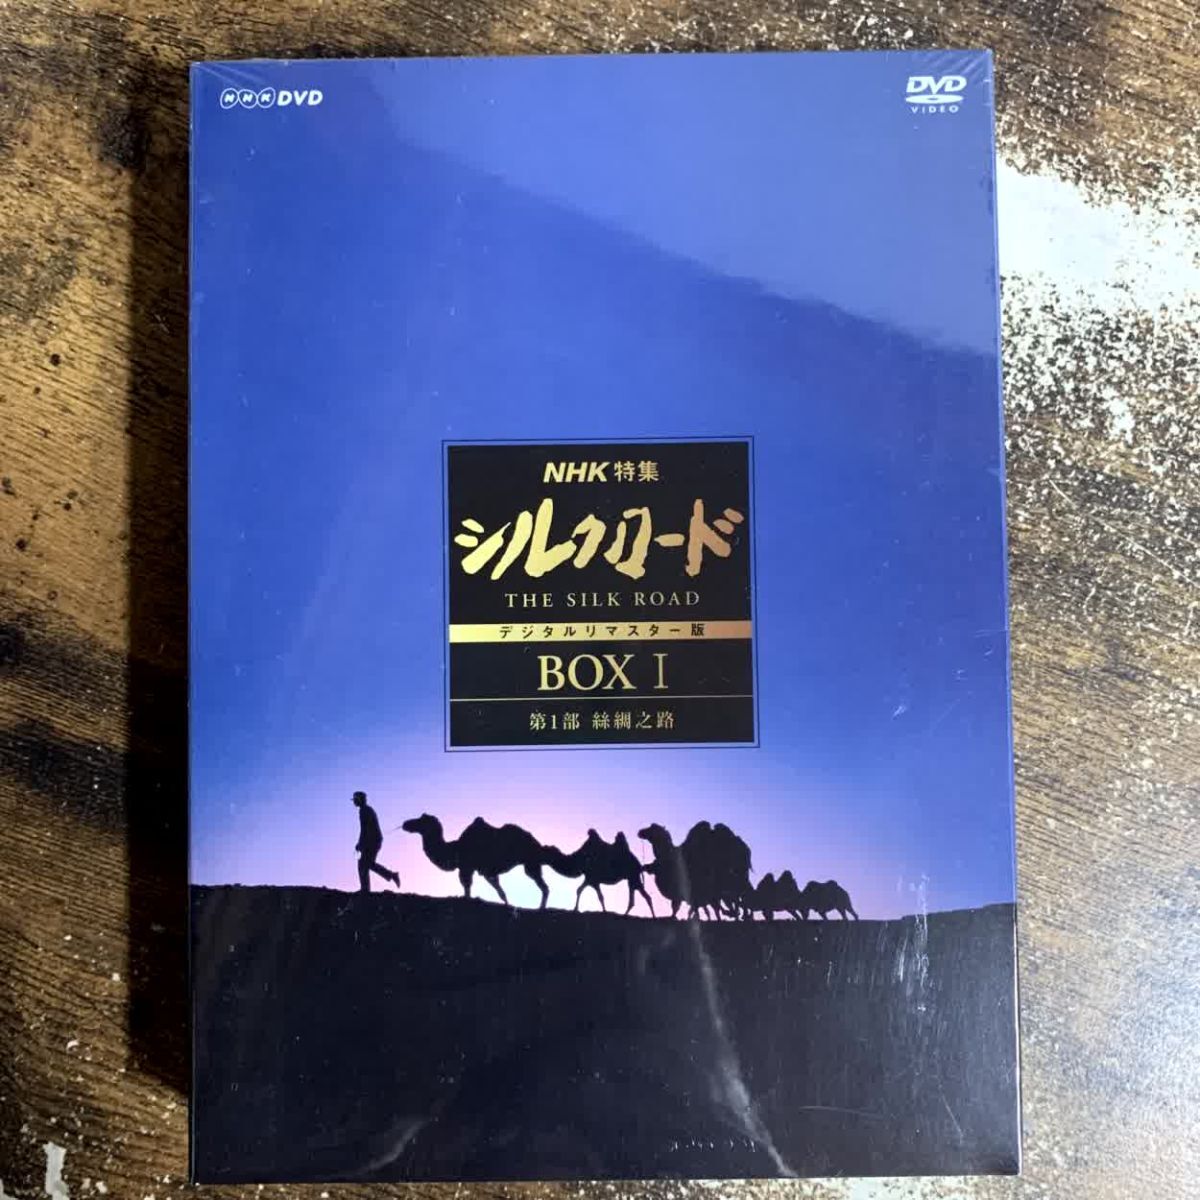 NHK DVD
DVD
VIDEO
NHK特集
シルクロード
THE SILK ROAD
デジタルリマスター版
BOX I
第1部 絲綢之路